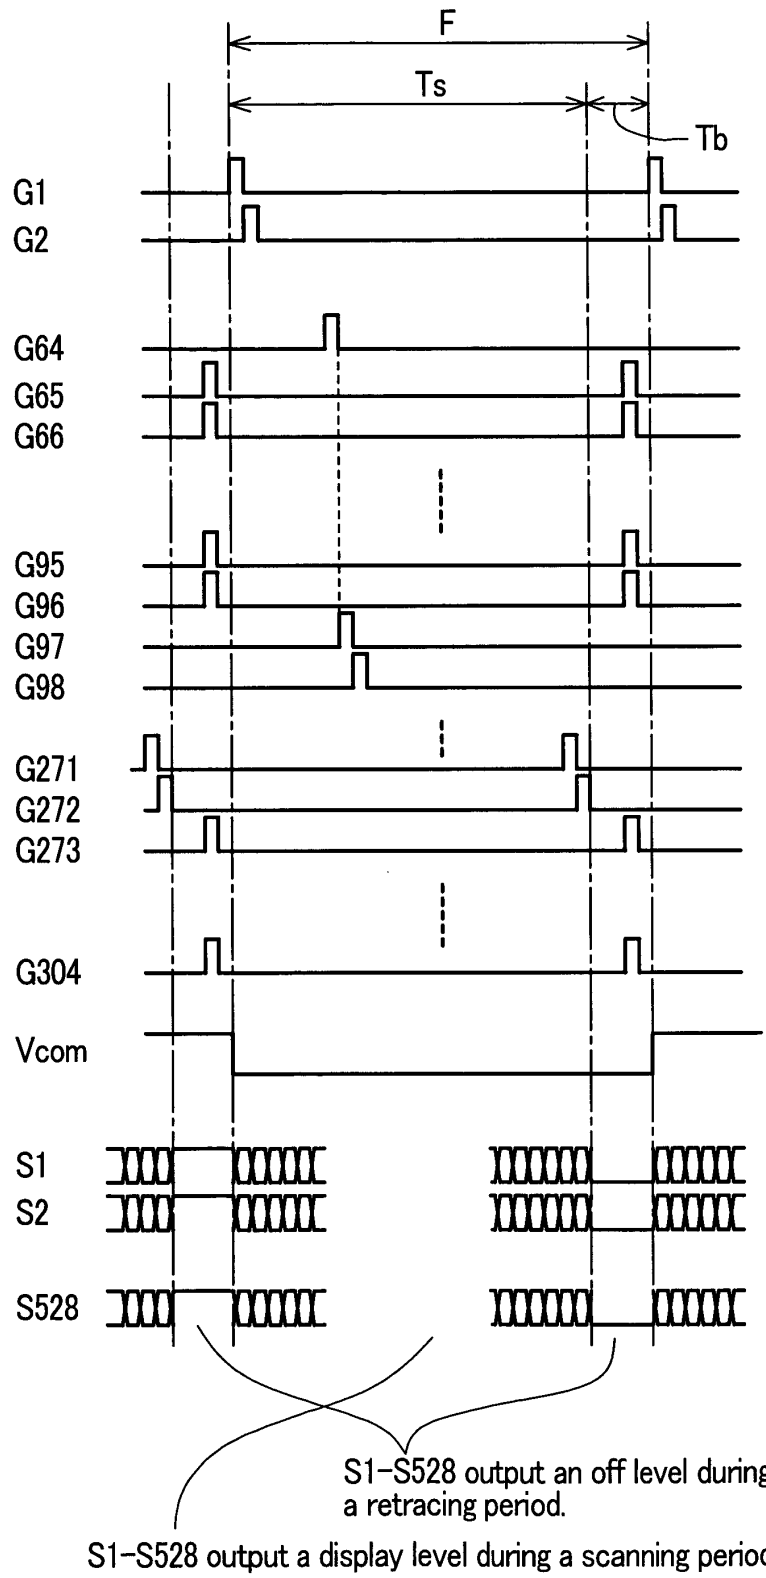 F
Ts
Tb
G1
G2
G64
G65
G66
G95
G96
G97
G98
G271
G272
G273
G304
Vcom
S1
S2
S528
S1-S528 output an off level during
a retracing period.
S1-S528 output a display level during a scanning period